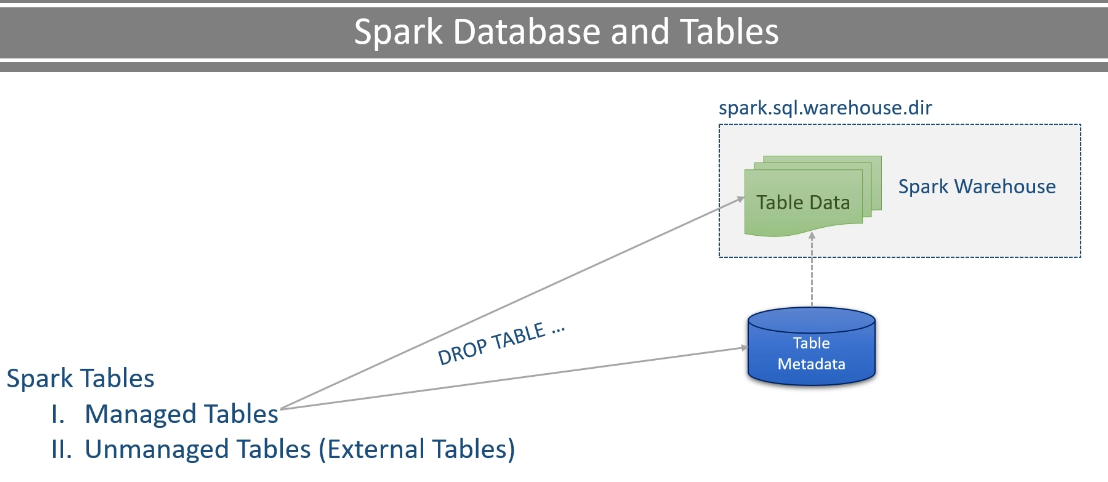 Spark Database and Tables
spark.sql.warehouse.dir
Table Data
Spark Warehouse
DROP TABLE ...
Table
Metadata
Spark Tables
I. Managed Tables
II. Unmanaged Tables (External Tables)